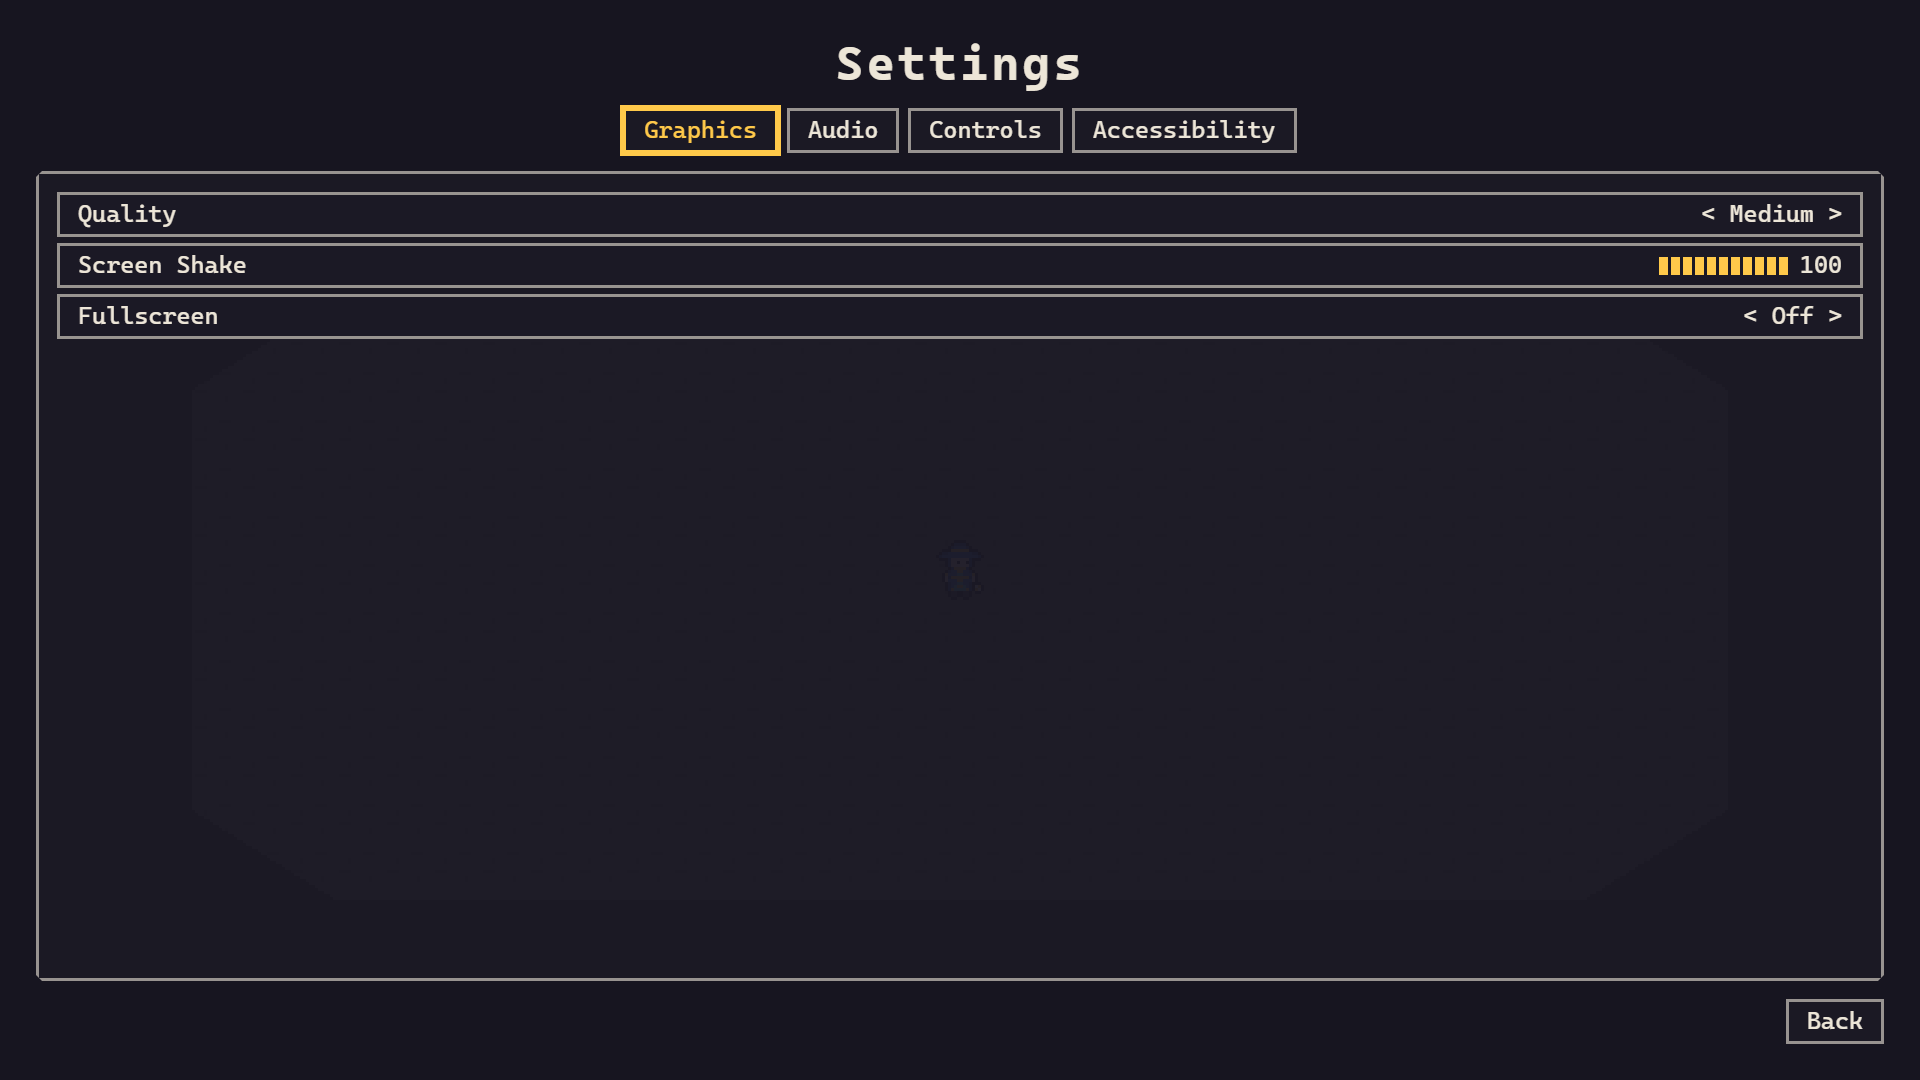 Settings
Graphics Audio Controls Accessibility
Quality < Medium >
Screen Shake 100
Fullscreen < Off >
Back